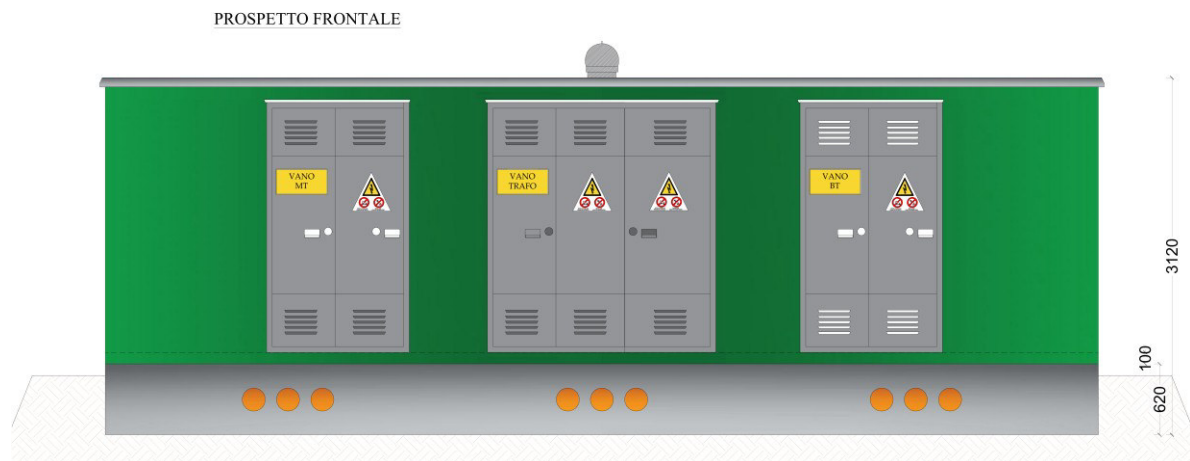 PROSPETTO FRONTALE
VANO
MT
VANO
TRAFO
VANO
BT
3120
100
620